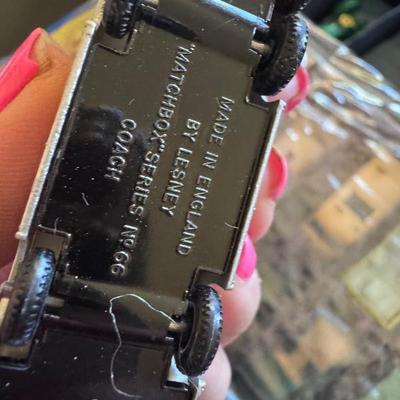 MADE IN ENGLAND
BY LESNEY
"MATCHBOX" SERIES Nº 66
COACH